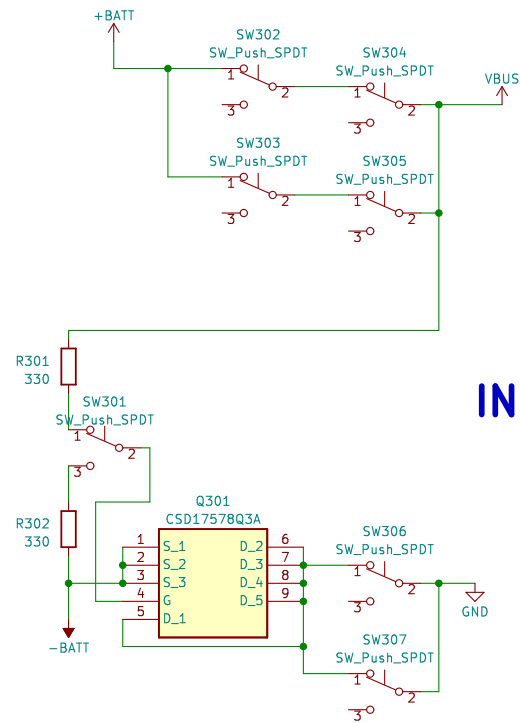 +BATT
SW302
SW_Push_SPDT
1
2
3
SW304
SW_Push_SPDT
1
2
3
VBUS
SW303
SW_Push_SPDT
1
2
3
SW305
SW_Push_SPDT
1
2
3
R301
330
IN
SW301
SW_Push_SPDT
1
2
3
R302
330
Q301
CSD17578Q3A
1 S_1 D_2 6
2 S_2 D_3 7
3 S_3 D_4 8
4 G D_5 9
5 D_1
SW306
SW_Push_SPDT
1
2
3
GND
-BATT
SW307
SW_Push_SPDT
1
2
3